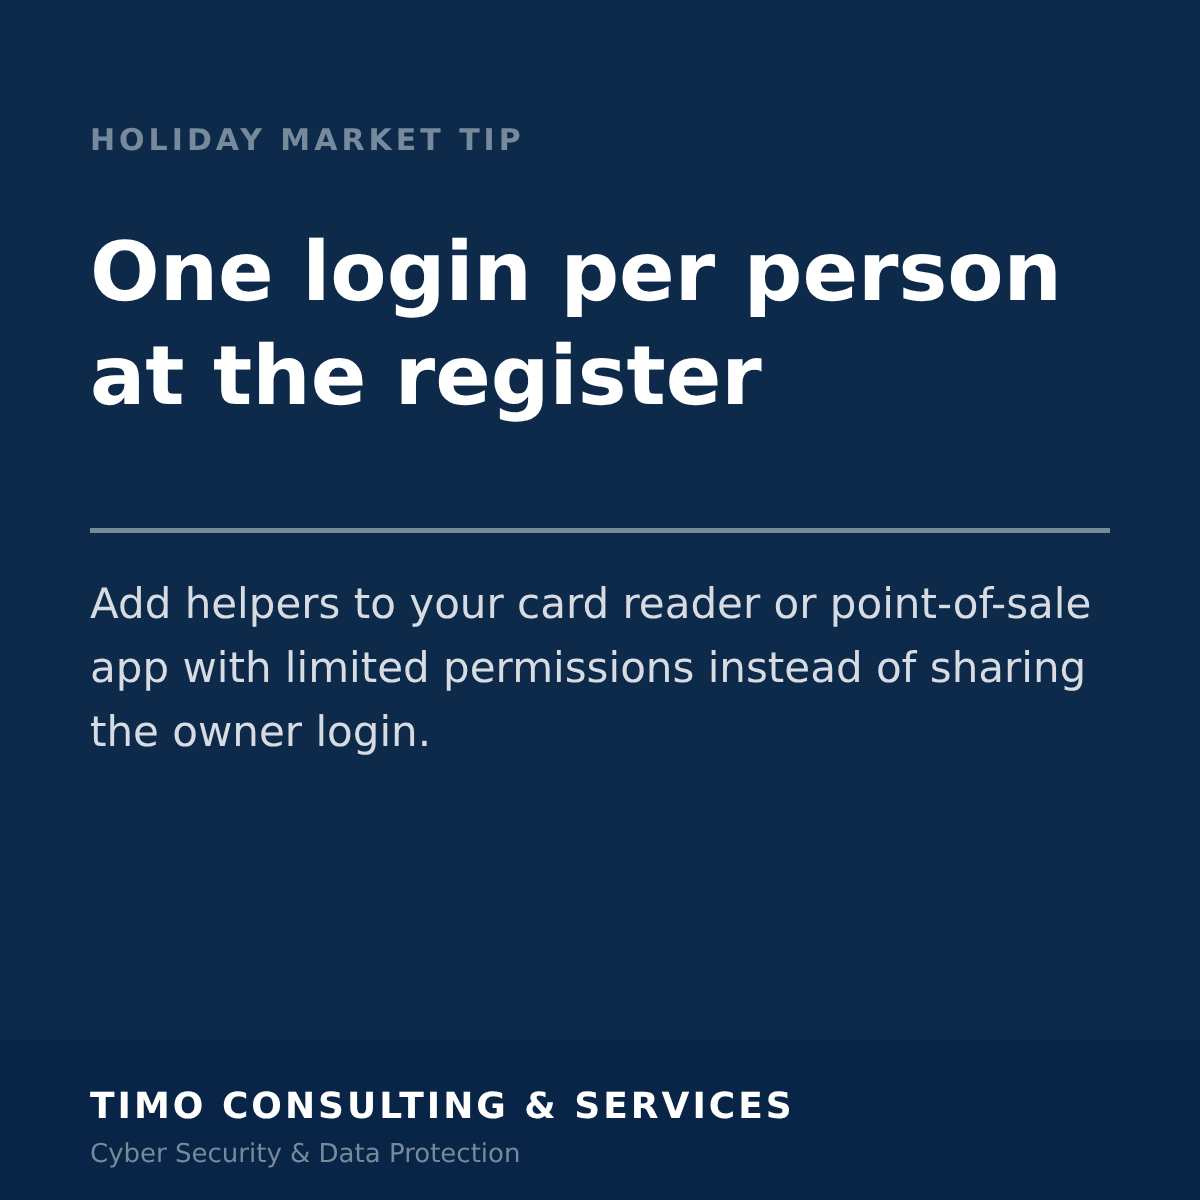 HOLIDAY MARKET TIP
One login per person
at the register
Add helpers to your card reader or point-of-sale
app with limited permissions instead of sharing
the owner login.
TIMO CONSULTING & SERVICES
Cyber Security & Data Protection